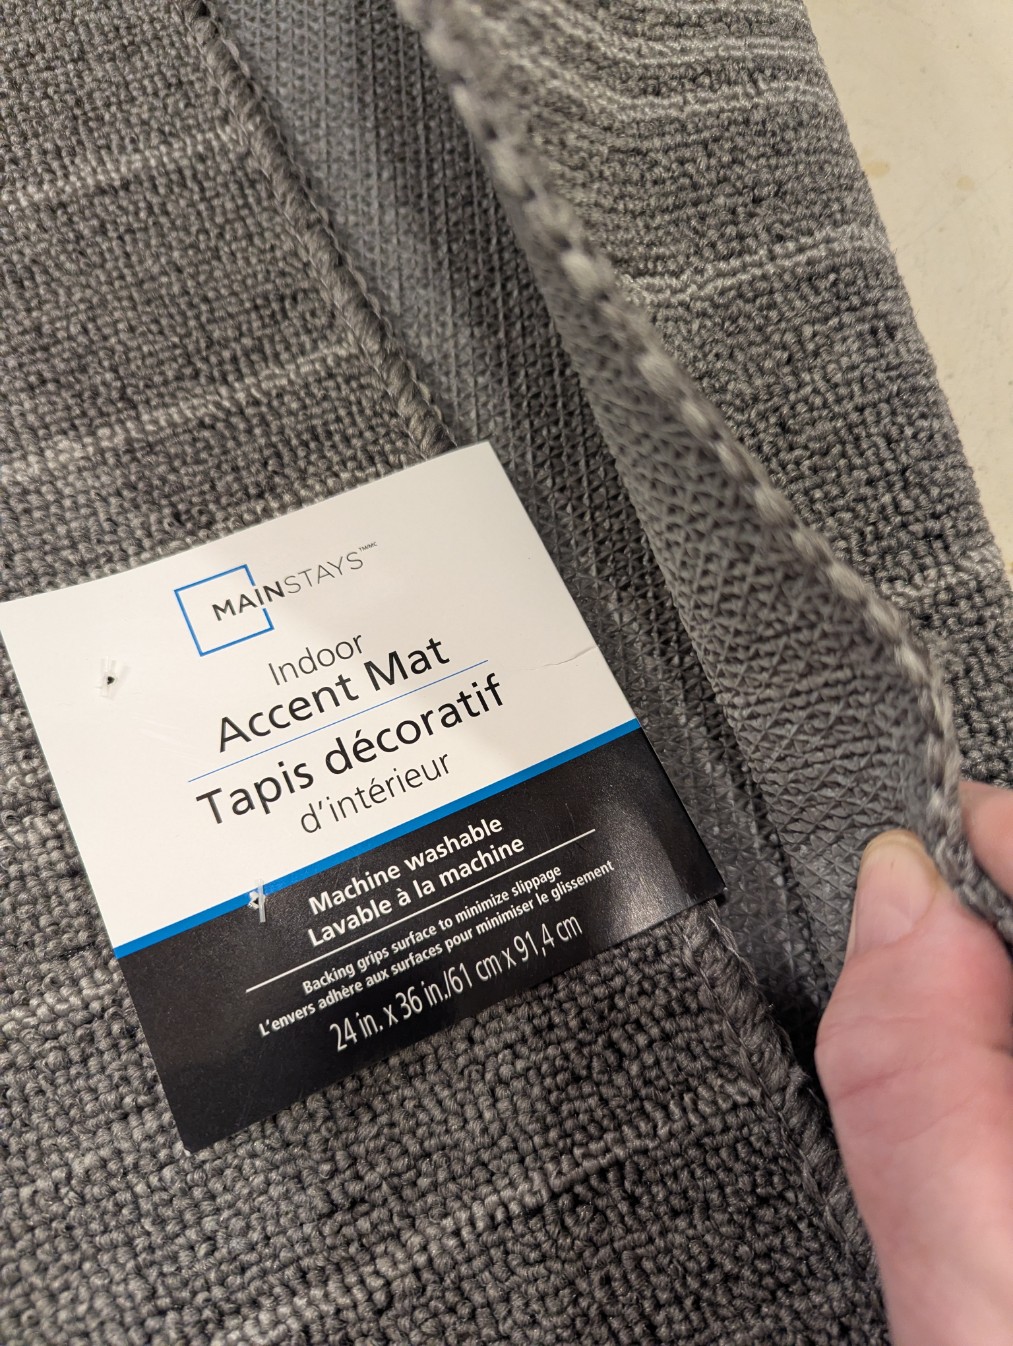 MAINSTAYS™MC
Indoor
Accent Mat
Tapis décoratif
d'intérieur
Machine washable
Lavable à la machine
Backing grips surface to minimize slippage
L'envers adhère aux surfaces pour minimiser le glissement
24 in. x 36 in./61 cm x 91,4 cm